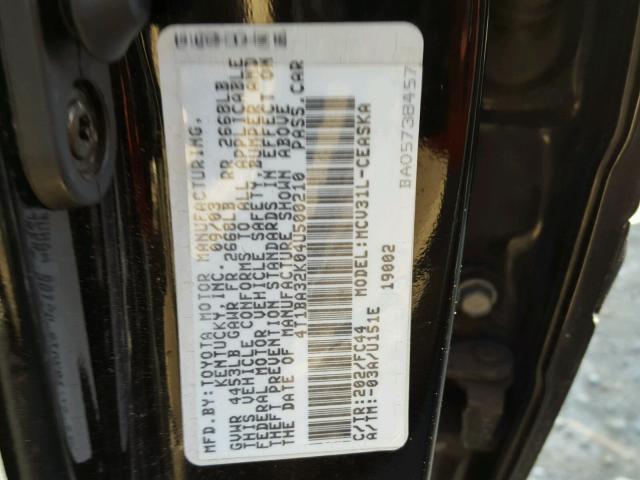 MFD.BY:TOYOTA MOTOR MANUFACTURING,
KENTUCKY,INC. 09/03
GVWR 4453LB GAWR FR 2668LB RR 2668LB
THIS VEHICLE CONFORMS TO ALL APPLICABLE
FEDERAL MOTOR VEHICLE SAFETY,BUMPER AND
THEFT PREVENTION STANDARDS IN EFFECT ON
THE DATE OF MANUFACTURE SHOWN ABOVE
4T1BA32K04U500210 PASS.CAR
C/TR:202/FC44 MODEL:MCV31L-CEASKA
A/TM:-03A/U151E 19002
BA05738457